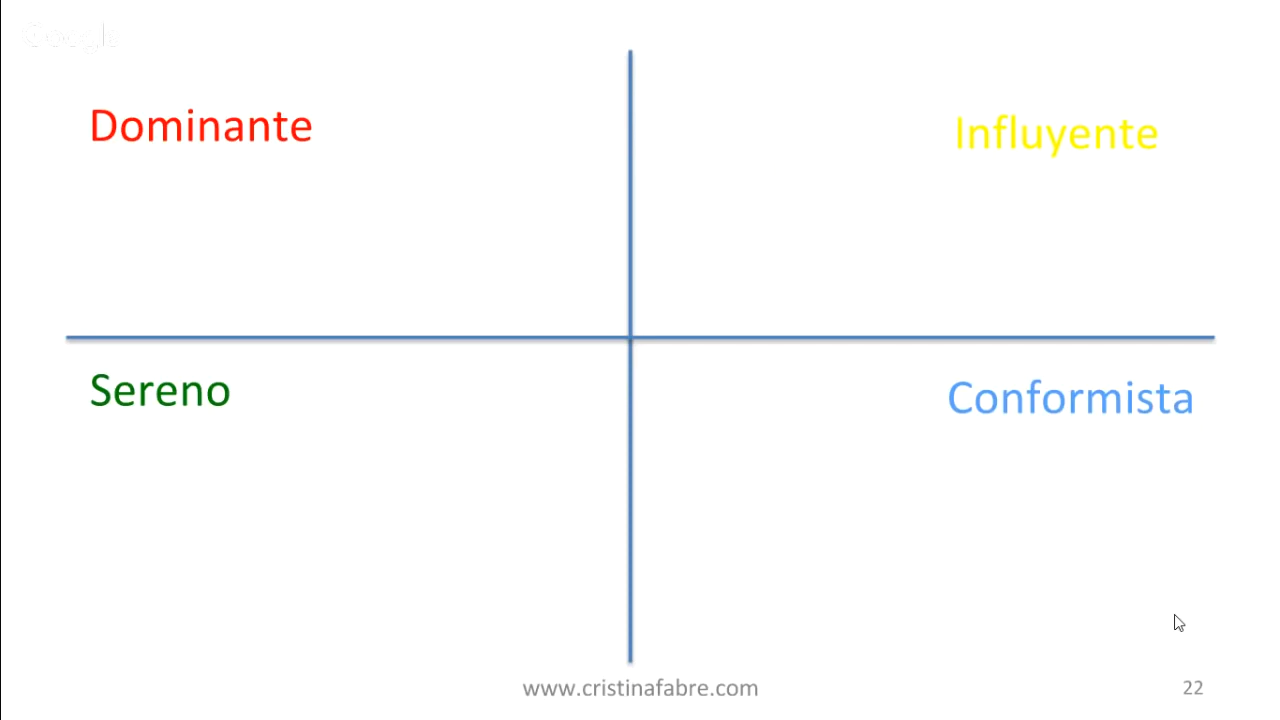 Dominante
Influyente
Sereno
Conformista
www.cristinafabre.com
22